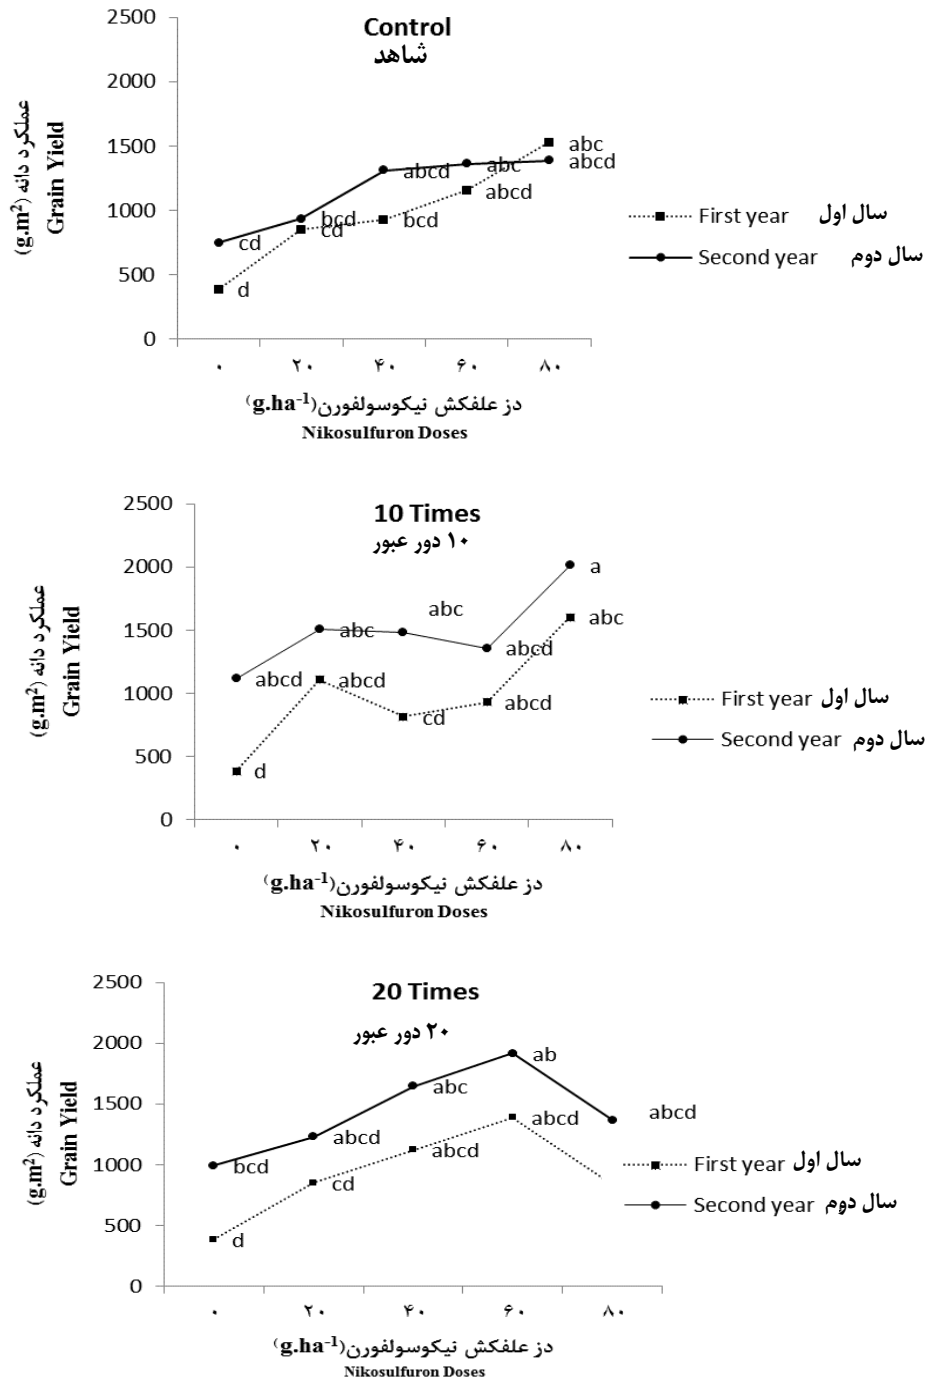 Control
شاهد
2500
2000
1500
1000
500
0
عملکرد دانه (g.m²)
Grain Yield
abc
abcd
abc
abcd
abcd
bcd
bcd
cd
cd
d
First year سال اول
Second year سال دوم
۰ ۲۰ ۴۰ ۶۰ ۸۰
دز علفکش نیکوسولفورن(g.ha⁻¹)
Nikosulfuron Doses
10 Times
۱۰ دور عبور
2500
2000
1500
1000
500
0
عملکرد دانه (g.m²)
Grain Yield
a
abc
abc
abc
abcd
abcd
abcd
abcd
cd
d
First year سال اول
Second year سال دوم
۰ ۲۰ ۴۰ ۶۰ ۸۰
دز علفکش نیکوسولفورن(g.ha⁻¹)
Nikosulfuron Doses
20 Times
۲۰ دور عبور
2500
2000
1500
1000
500
0
عملکرد دانه (g.m²)
Grain Yield
ab
abc
abcd
abcd
abcd
abcd
bcd
cd
d
First year سال اول
Second year سال دوم
۰ ۲۰ ۴۰ ۶۰ ۸۰
دز علفکش نیکوسولفورن(g.ha⁻¹)
Nikosulfuron Doses